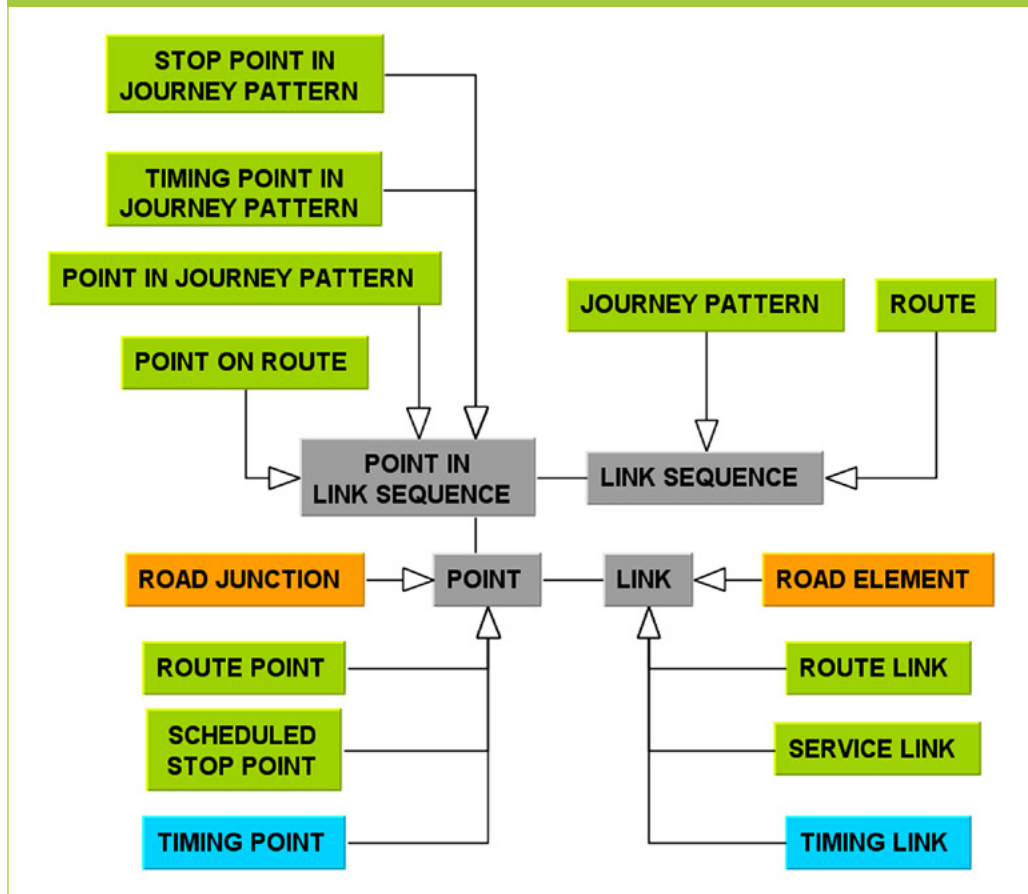 STOP POINT IN
JOURNEY PATTERN
TIMING POINT IN
JOURNEY PATTERN
POINT IN JOURNEY PATTERN
JOURNEY PATTERN
ROUTE
POINT ON ROUTE
POINT IN
LINK SEQUENCE
LINK SEQUENCE
ROAD JUNCTION
POINT
LINK
ROAD ELEMENT
ROUTE POINT
ROUTE LINK
SCHEDULED
STOP POINT
SERVICE LINK
TIMING POINT
TIMING LINK